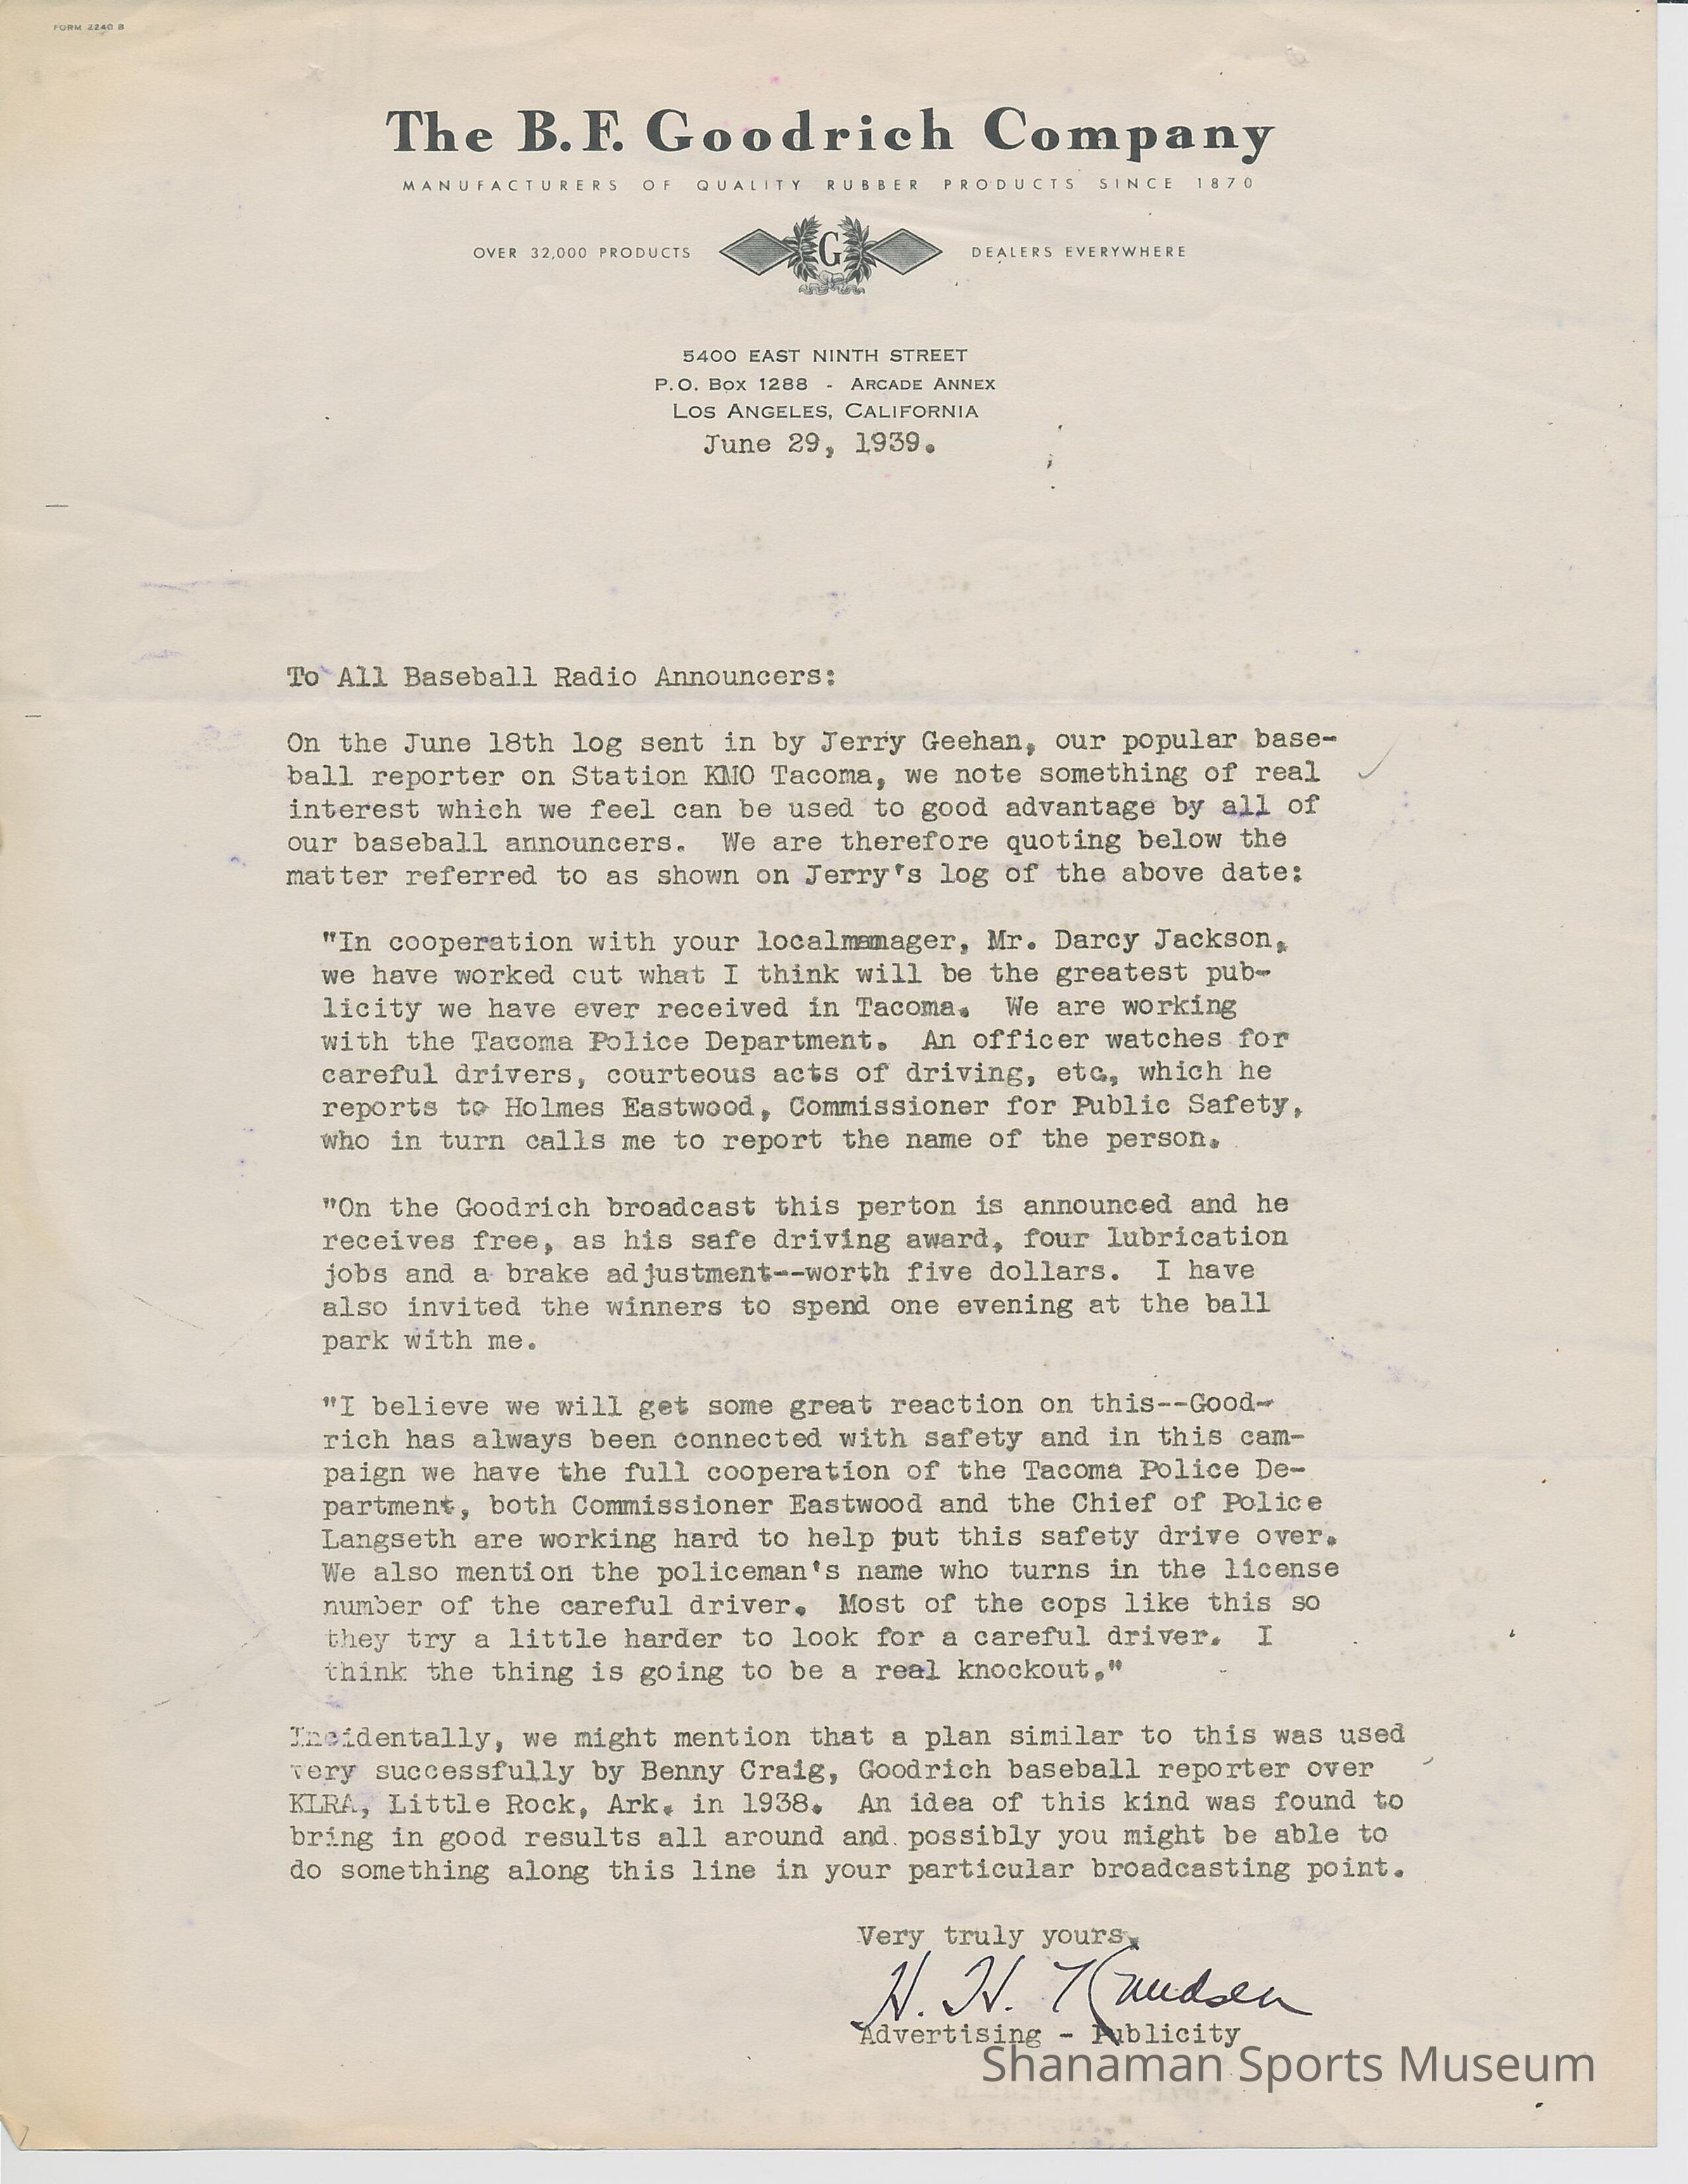 FORM 2240 B
The B.F. Goodrich Company
MANUFACTURERS OF QUALITY RUBBER PRODUCTS SINCE 1870
OVER 32,000 PRODUCTS G DEALERS EVERYWHERE
5400 EAST NINTH STREET
P.O. BOX 1288 - ARCADE ANNEX
LOS ANGELES, CALIFORNIA
June 29, 1939.
To All Baseball Radio Announcers:
On the June 18th log sent in by Jerry Geehan, our popular base-
ball reporter on Station KMO Tacoma, we note something of real
interest which we feel can be used to good advantage by all of
our baseball announcers. We are therefore quoting below the
matter referred to as shown on Jerry's log of the above date:
"In cooperation with your localmanager, Mr. Darcy Jackson,
we have worked out what I think will be the greatest pub-
licity we have ever received in Tacoma. We are working
with the Tacoma Police Department. An officer watches for
careful drivers, courteous acts of driving, etc, which he
reports to Holmes Eastwood, Commissioner for Public Safety,
who in turn calls me to report the name of the person.
"On the Goodrich broadcast this perton is announced and he
receives free, as his safe driving award, four lubrication
jobs and a brake adjustment--worth five dollars. I have
also invited the winners to spend one evening at the ball
park with me.
"I believe we will get some great reaction on this--Good-
rich has always been connected with safety and in this cam-
paign we have the full cooperation of the Tacoma Police De-
partment, both Commissioner Eastwood and the Chief of Police
Langseth are working hard to help put this safety drive over.
We also mention the policeman's name who turns in the license
number of the careful driver. Most of the cops like this so
they try a little harder to look for a careful driver. I
think the thing is going to be a real knockout."
Incidentally, we might mention that a plan similar to this was used
very successfully by Benny Craig, Goodrich baseball reporter over
KLRA, Little Rock, Ark. in 1938. An idea of this kind was found to
bring in good results all around and possibly you might be able to
do something along this line in your particular broadcasting point.
Very truly yours,
H. H. Knudsen
Advertising - Publicity
Shanaman Sports Museum